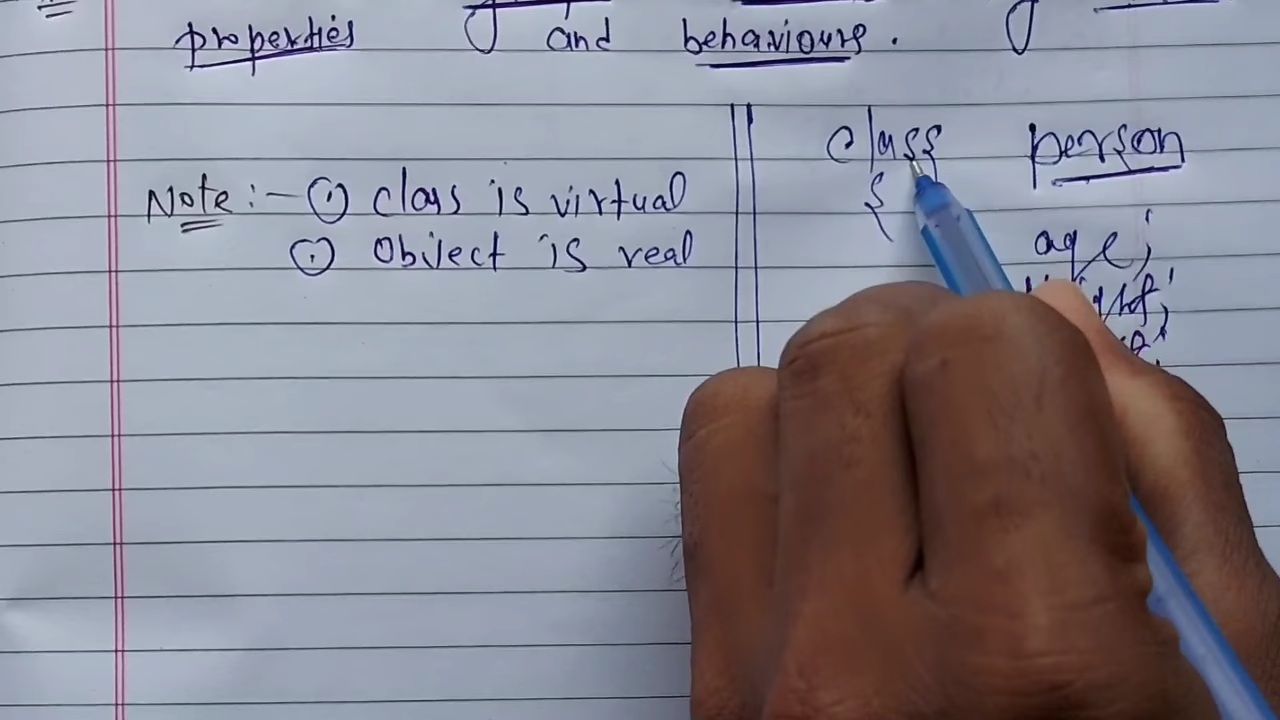 properties and behaviours.
Note :- ① class is virtual
① Object is real
class person
{
age;